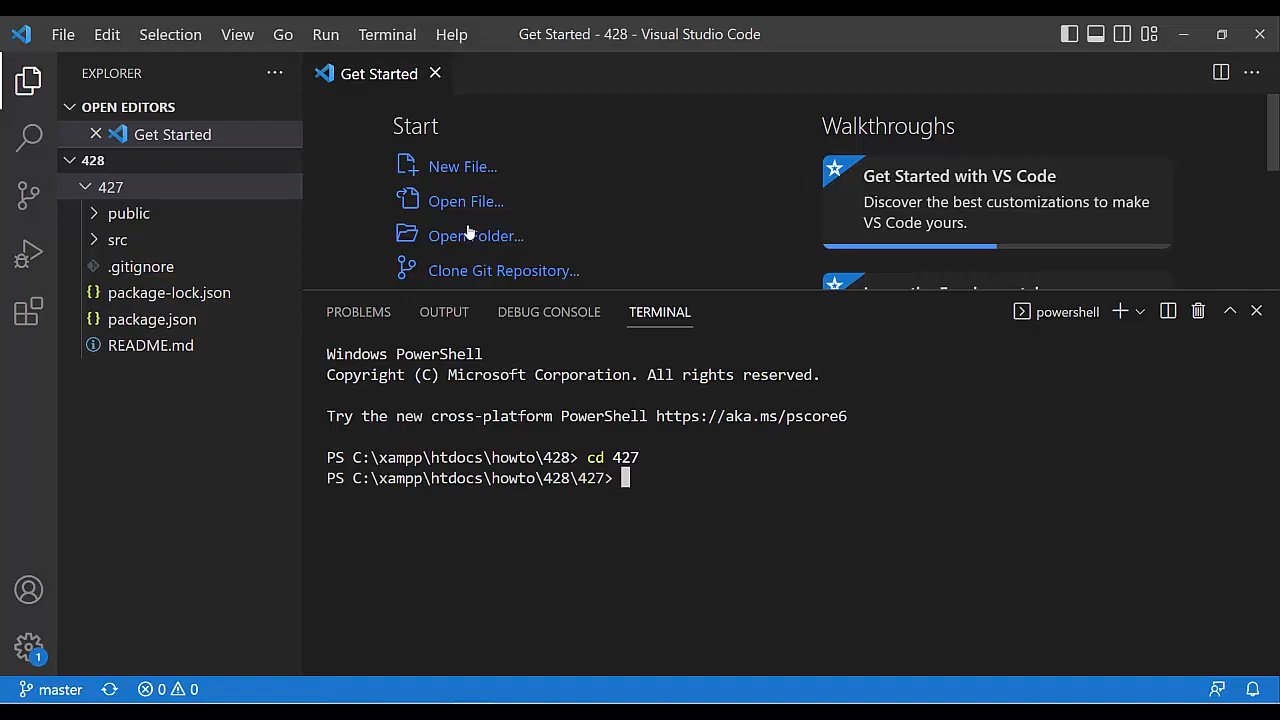 File Edit Selection View Go Run Terminal Help Get Started - 428 - Visual Studio Code
EXPLORER
OPEN EDITORS
Get Started
428
427
public
src
.gitignore
package-lock.json
package.json
README.md
Get Started
Start
New File...
Open File...
Open Folder...
Clone Git Repository...
Walkthroughs
Get Started with VS Code
Discover the best customizations to make
VS Code yours.
PROBLEMS OUTPUT DEBUG CONSOLE TERMINAL powershell
Windows PowerShell
Copyright (C) Microsoft Corporation. All rights reserved.
Try the new cross-platform PowerShell https://aka.ms/pscore6
PS C:\xampp\htdocs\howto\428> cd 427
PS C:\xampp\htdocs\howto\428\427>
1
master 0 0